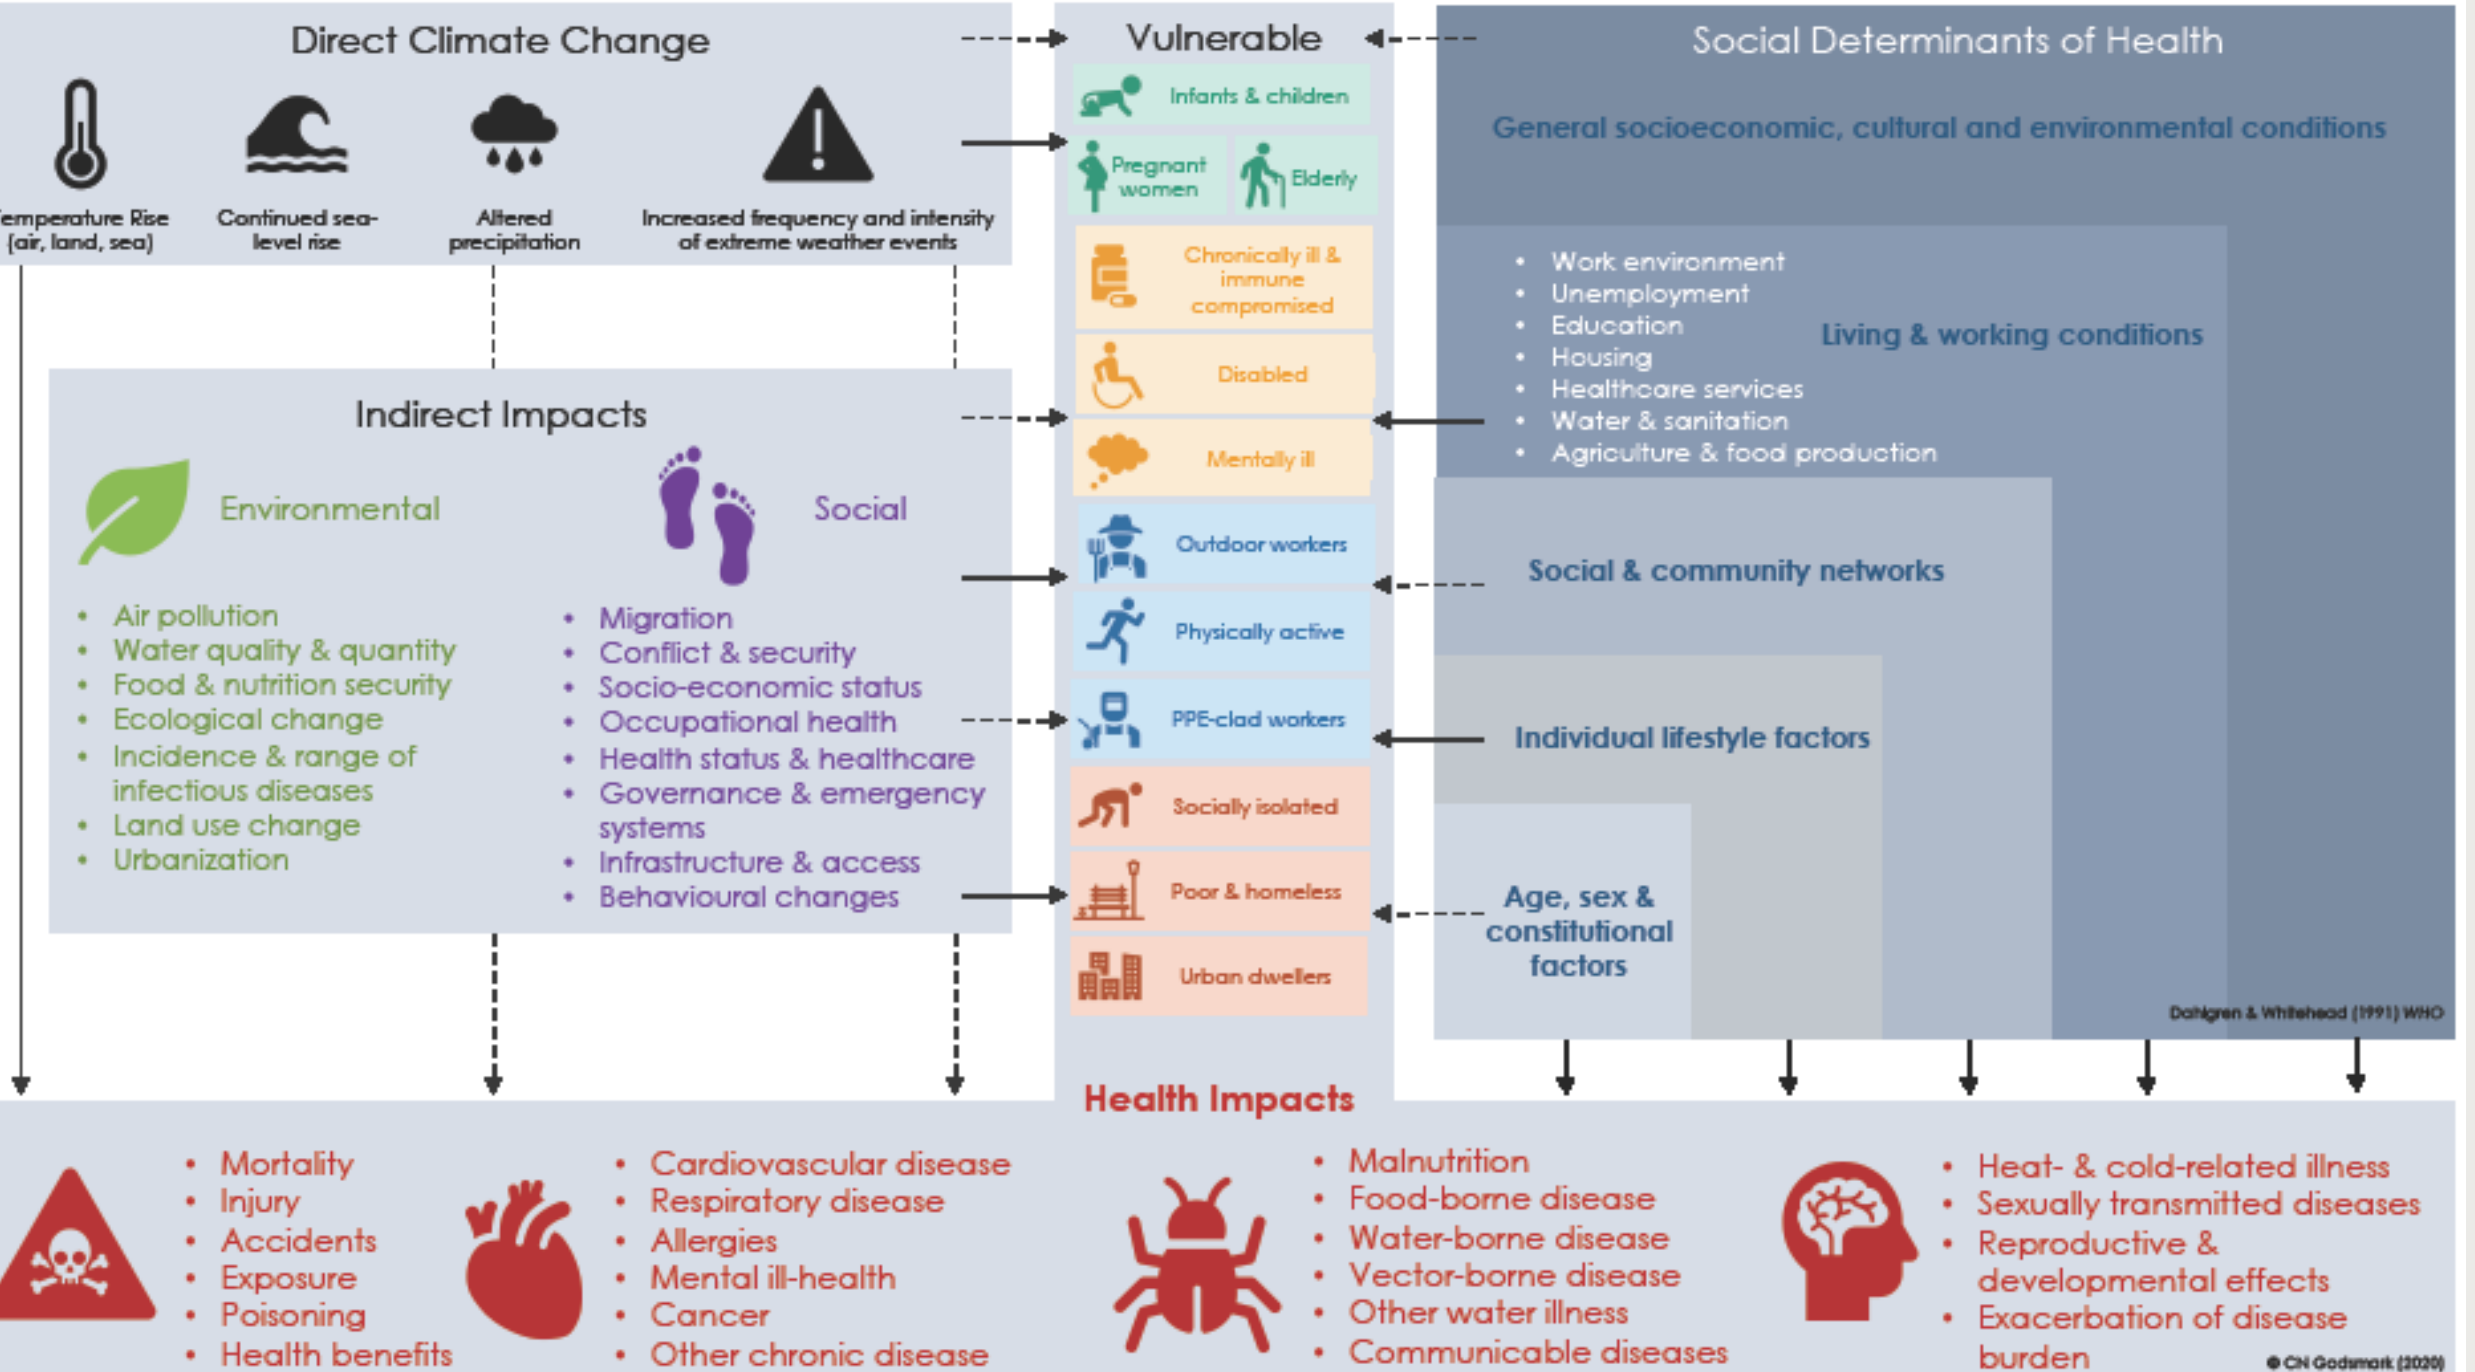 Direct Climate Change
emperature Rise
(air, land, sea)
Continued sea-
level rise
Altered
precipitation
Increased frequency and intensity
of extreme weather events
Indirect Impacts
Environmental
• Air pollution
• Water quality & quantity
• Food & nutrition security
• Ecological change
• Incidence & range of
infectious diseases
• Land use change
• Urbanization
Social
• Migration
• Conflict & security
• Socio-economic status
• Occupational health
• Health status & healthcare
• Governance & emergency
systems
• Infrastructure & access
• Behavioural changes
Vulnerable
Infants & children
Pregnant
women
Elderly
Chronically ill &
immune
compromised
Disabled
Mentally ill
Outdoor workers
Physically active
PPE-clad workers
Socially isolated
Poor & homeless
Urban dwellers
Social Determinants of Health
General socioeconomic, cultural and environmental conditions
• Work environment
• Unemployment
• Education
• Housing
• Healthcare services
• Water & sanitation
• Agriculture & food production
Living & working conditions
Social & community networks
Individual lifestyle factors
Age, sex &
constitutional
factors
Dahlgren & Whitehead (1991) WHO
Health Impacts
• Mortality
• Injury
• Accidents
• Exposure
• Poisoning
• Health benefits
• Cardiovascular disease
• Respiratory disease
• Allergies
• Mental ill-health
• Cancer
• Other chronic disease
• Malnutrition
• Food-borne disease
• Water-borne disease
• Vector-borne disease
• Other water illness
• Communicable diseases
• Heat- & cold-related illness
• Sexually transmitted diseases
• Reproductive &
developmental effects
• Exacerbation of disease
burden
© CN Godsmark (2020)